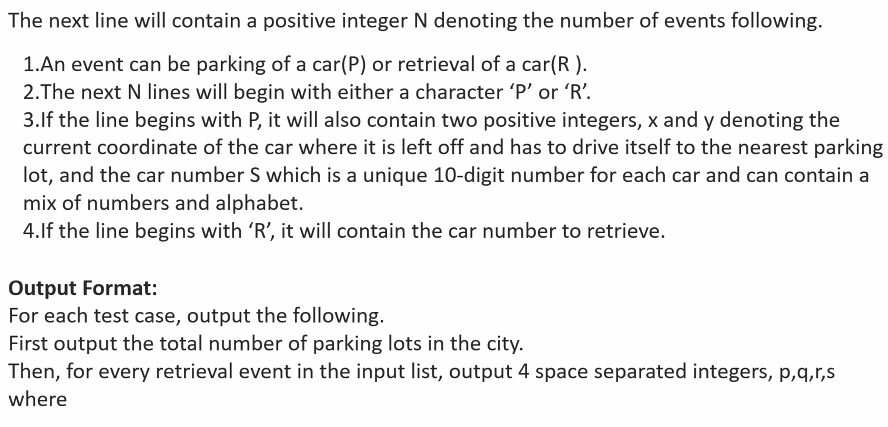 The next line will contain a positive integer N denoting the number of events following.
1.An event can be parking of a car(P) or retrieval of a car(R ).
2.The next N lines will begin with either a character ‘P’ or ‘R’.
3.If the line begins with P, it will also contain two positive integers, x and y denoting the
current coordinate of the car where it is left off and has to drive itself to the nearest parking
lot, and the car number S which is a unique 10-digit number for each car and can contain a
mix of numbers and alphabet.
4.If the line begins with ‘R’, it will contain the car number to retrieve.
Output Format:
For each test case, output the following.
First output the total number of parking lots in the city.
Then, for every retrieval event in the input list, output 4 space separated integers, p,q,r,s
where